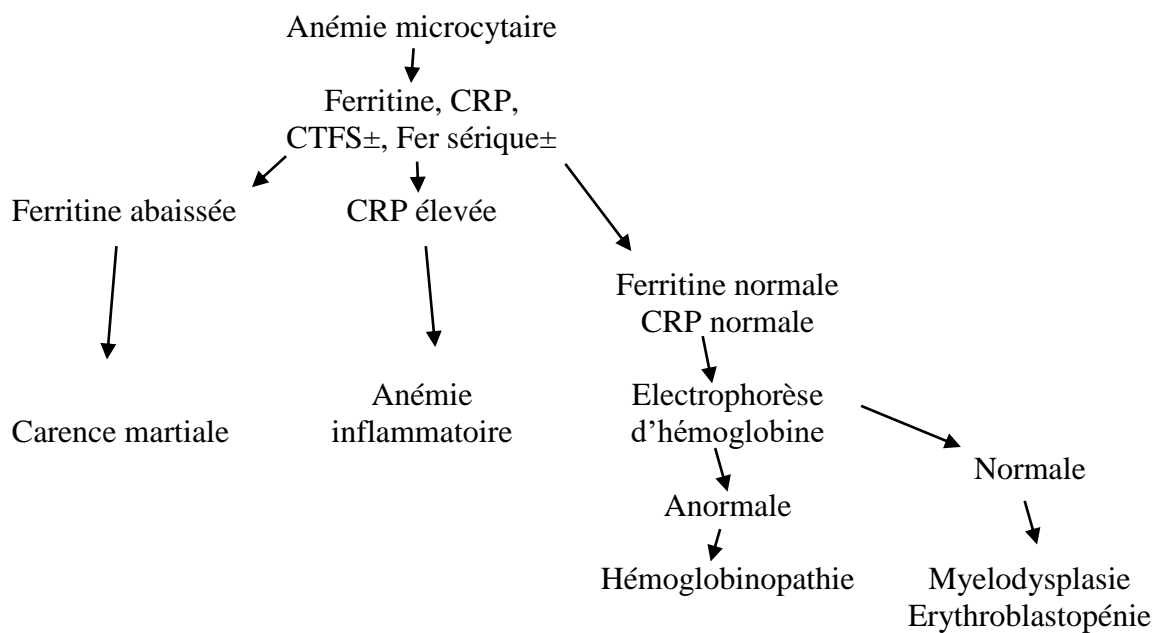 Anémie microcytaire
Ferritine, CRP,
CTFS±, Fer sérique±
Ferritine abaissée
CRP élevée
Ferritine normale
CRP normale
Carence martiale
Anémie
inflammatoire
Electrophorèse
d’hémoglobine
Normale
Anormale
Hémoglobinopathie
Myelodysplasie
Erythroblastopénie